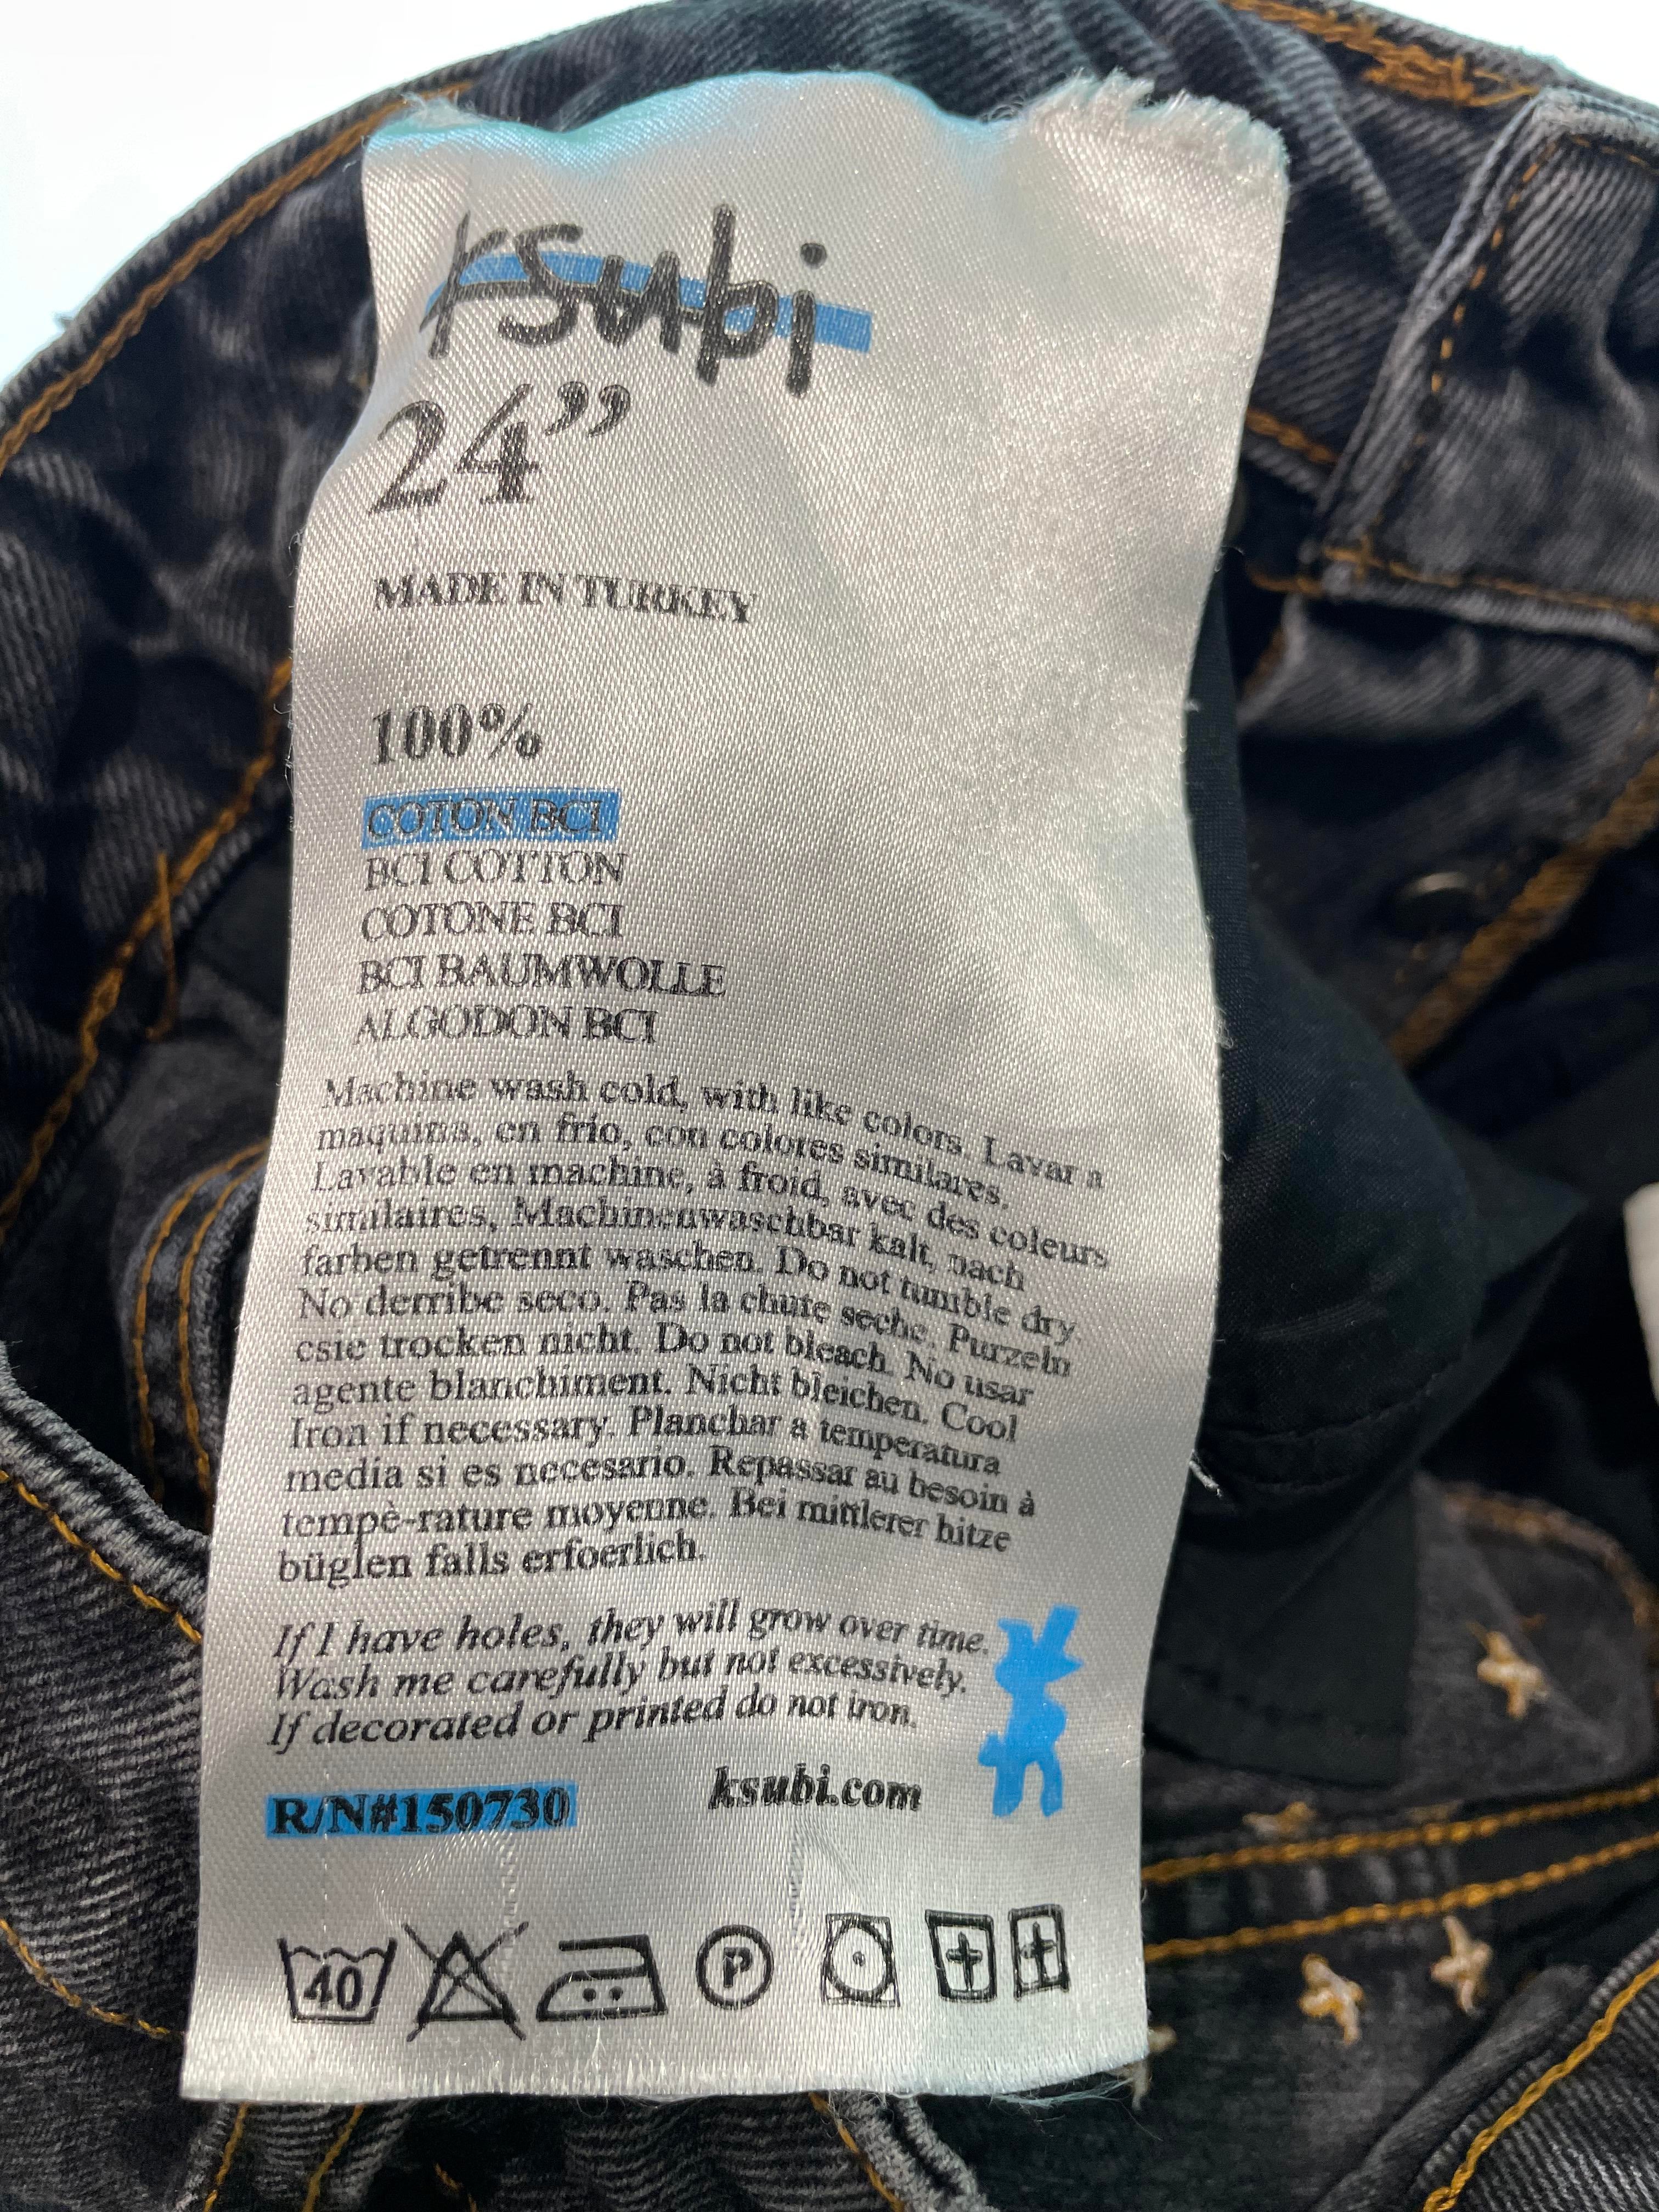 ksubi
24”
MADE IN TURKEY
100%
COTON BCI
BCI COTTON
COTONE BCI
BCI BAUMWOLLE
ALGODON BCI
Machine wash cold, with like colors. Lavar a
maquina, en frío, con colores similares.
Lavable en machine, à froid, avec des couleurs
similaires, Machinenwaschbar kalt, nach
farben getrennt waschen. Do not tumble dry.
No derribe seco. Pas la chute seche. Purzeln
csie trocken nicht. Do not bleach. No usar
agente blanchiment. Nicht bleichen. Cool
Iron if necessary. Planchar a temperatura
media si es necesario. Repassar au besoin à
tempè-rature moyenne. Bei mittlerer hitze
büglen falls erfoerlich.
If I have holes, they will grow over time.
Wash me carefully but not excessively.
If decorated or printed do not iron.
R/N#150730 ksubi.com
40 P